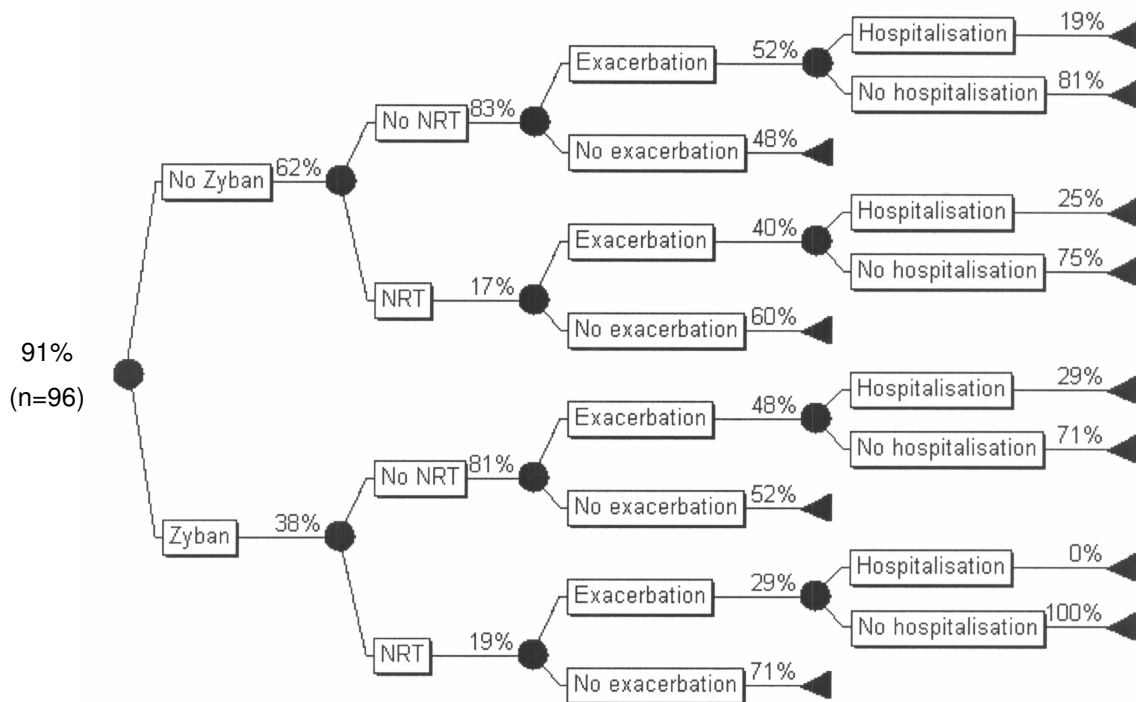 Hospitalisation 19%
Exacerbation 52%
No hospitalisation 81%
No NRT 83%
No exacerbation 48%
No Zyban 62%
Hospitalisation 25%
Exacerbation 40%
No hospitalisation 75%
NRT 17%
No exacerbation 60%
91%
(n=96)
Hospitalisation 29%
Exacerbation 48%
No hospitalisation 71%
No NRT 81%
No exacerbation 52%
Zyban 38%
Hospitalisation 0%
Exacerbation 29%
No hospitalisation 100%
NRT 19%
No exacerbation 71%